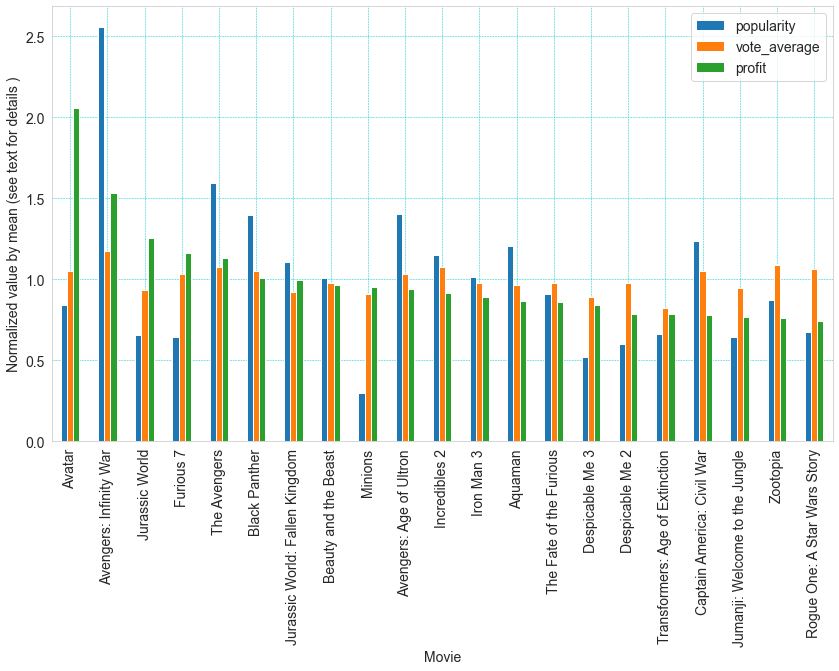 popularity
vote_average
profit
Normalized value by mean (see text for details )
2.5
2.0
1.5
1.0
0.5
0.0
Avatar
Avengers: Infinity War
Jurassic World
Furious 7
The Avengers
Black Panther
Jurassic World: Fallen Kingdom
Beauty and the Beast
Minions
Avengers: Age of Ultron
Incredibles 2
Iron Man 3
Aquaman
The Fate of the Furious
Despicable Me 3
Despicable Me 2
Transformers: Age of Extinction
Captain America: Civil War
Jumanji: Welcome to the Jungle
Zootopia
Rogue One: A Star Wars Story
Movie